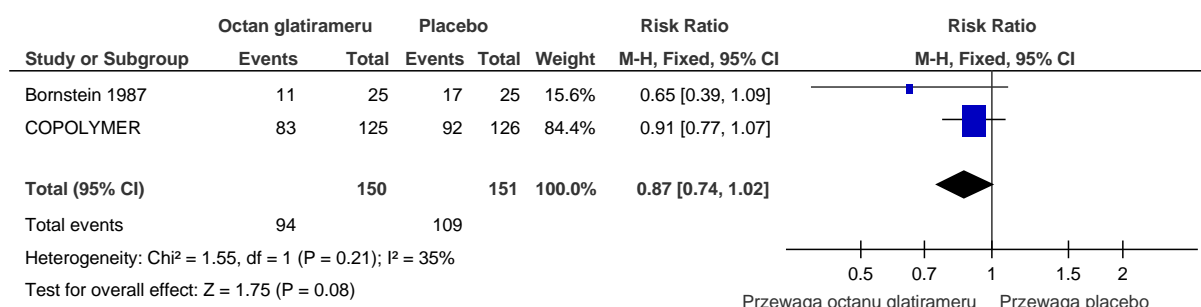 Octan glatirameru Placebo Risk Ratio Risk Ratio
Study or Subgroup Events Total Events Total Weight M-H, Fixed, 95% CI M-H, Fixed, 95% CI
Bornstein 1987 11 25 17 25 15.6% 0.65 [0.39, 1.09]
COPOLYMER 83 125 92 126 84.4% 0.91 [0.77, 1.07]
Total (95% CI) 150 151 100.0% 0.87 [0.74, 1.02]
Total events 94 109
Heterogeneity: Chi² = 1.55, df = 1 (P = 0.21); I² = 35%
Test for overall effect: Z = 1.75 (P = 0.08)
0.5 0.7 1 1.5 2
Przewaga octanu glatirameru Przewaga placebo